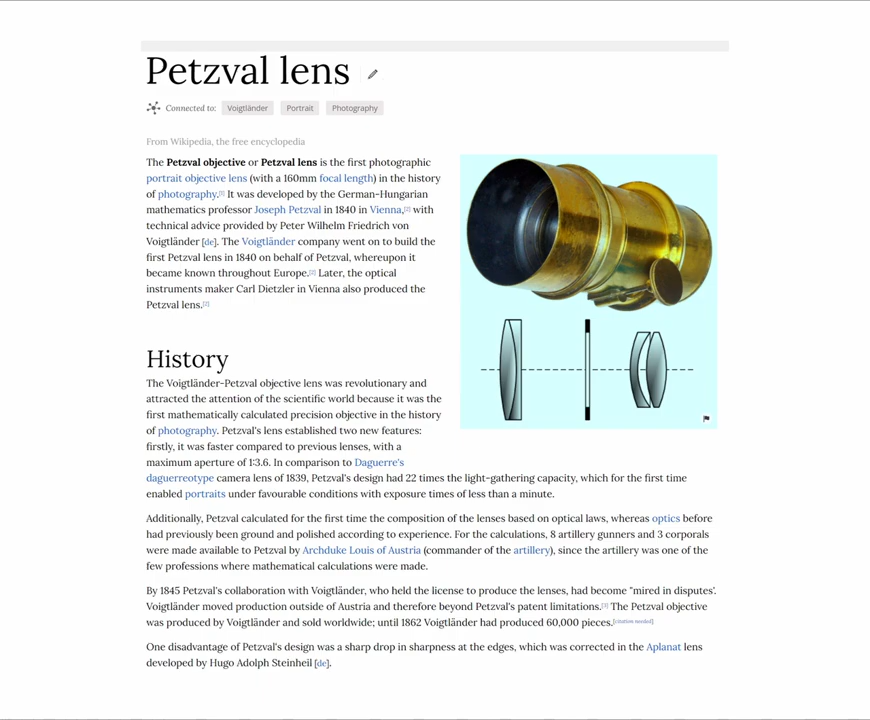 Petzval lens
Connected to: Voigtländer Portrait Photography
From Wikipedia, the free encyclopedia
The Petzval objective or Petzval lens is the first photographic
portrait objective lens (with a 160mm focal length) in the history
of photography.[1] It was developed by the German-Hungarian
mathematics professor Joseph Petzval in 1840 in Vienna,[2] with
technical advice provided by Peter Wilhelm Friedrich von
Voigtländer [de]. The Voigtländer company went on to build the
first Petzval lens in 1840 on behalf of Petzval, whereupon it
became known throughout Europe.[2] Later, the optical
instruments maker Carl Dietzler in Vienna also produced the
Petzval lens.[2]
History
The Voigtländer-Petzval objective lens was revolutionary and
attracted the attention of the scientific world because it was the
first mathematically calculated precision objective in the history
of photography. Petzval's lens established two new features:
firstly, it was faster compared to previous lenses, with a
maximum aperture of 1:3.6. In comparison to Daguerre's
daguerreotype camera lens of 1839, Petzval's design had 22 times the light-gathering capacity, which for the first time
enabled portraits under favourable conditions with exposure times of less than a minute.
Additionally, Petzval calculated for the first time the composition of the lenses based on optical laws, whereas optics before
had previously been ground and polished according to experience. For the calculations, 8 artillery gunners and 3 corporals
were made available to Petzval by Archduke Louis of Austria (commander of the artillery), since the artillery was one of the
few professions where mathematical calculations were made.
By 1845 Petzval's collaboration with Voigtländer, who held the license to produce the lenses, had become "mired in disputes'.
Voigtländer moved production outside of Austria and therefore beyond Petzval's patent limitations.[3] The Petzval objective
was produced by Voigtländer and sold worldwide; until 1862 Voigtländer had produced 60,000 pieces.[citation needed]
One disadvantage of Petzval's design was a sharp drop in sharpness at the edges, which was corrected in the Aplanat lens
developed by Hugo Adolph Steinheil [de].